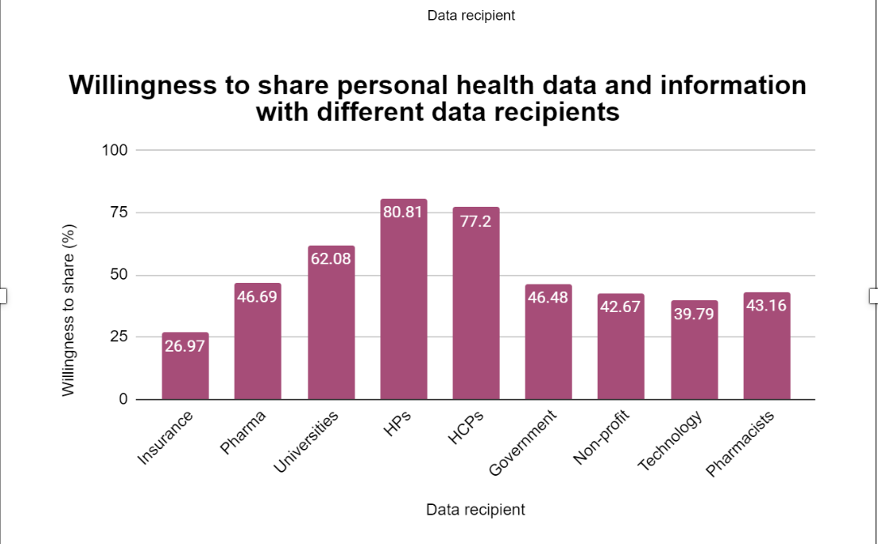 Data recipient
Willingness to share personal health data and information
with different data recipients
Willingness to share (%)
100
75
50
25
0
26.97
46.69
62.08
80.81
77.2
46.48
42.67
39.79
43.16
Insurance
Pharma
Universities
HPs
HCPs
Government
Non-profit
Technology
Pharmacists
Data recipient